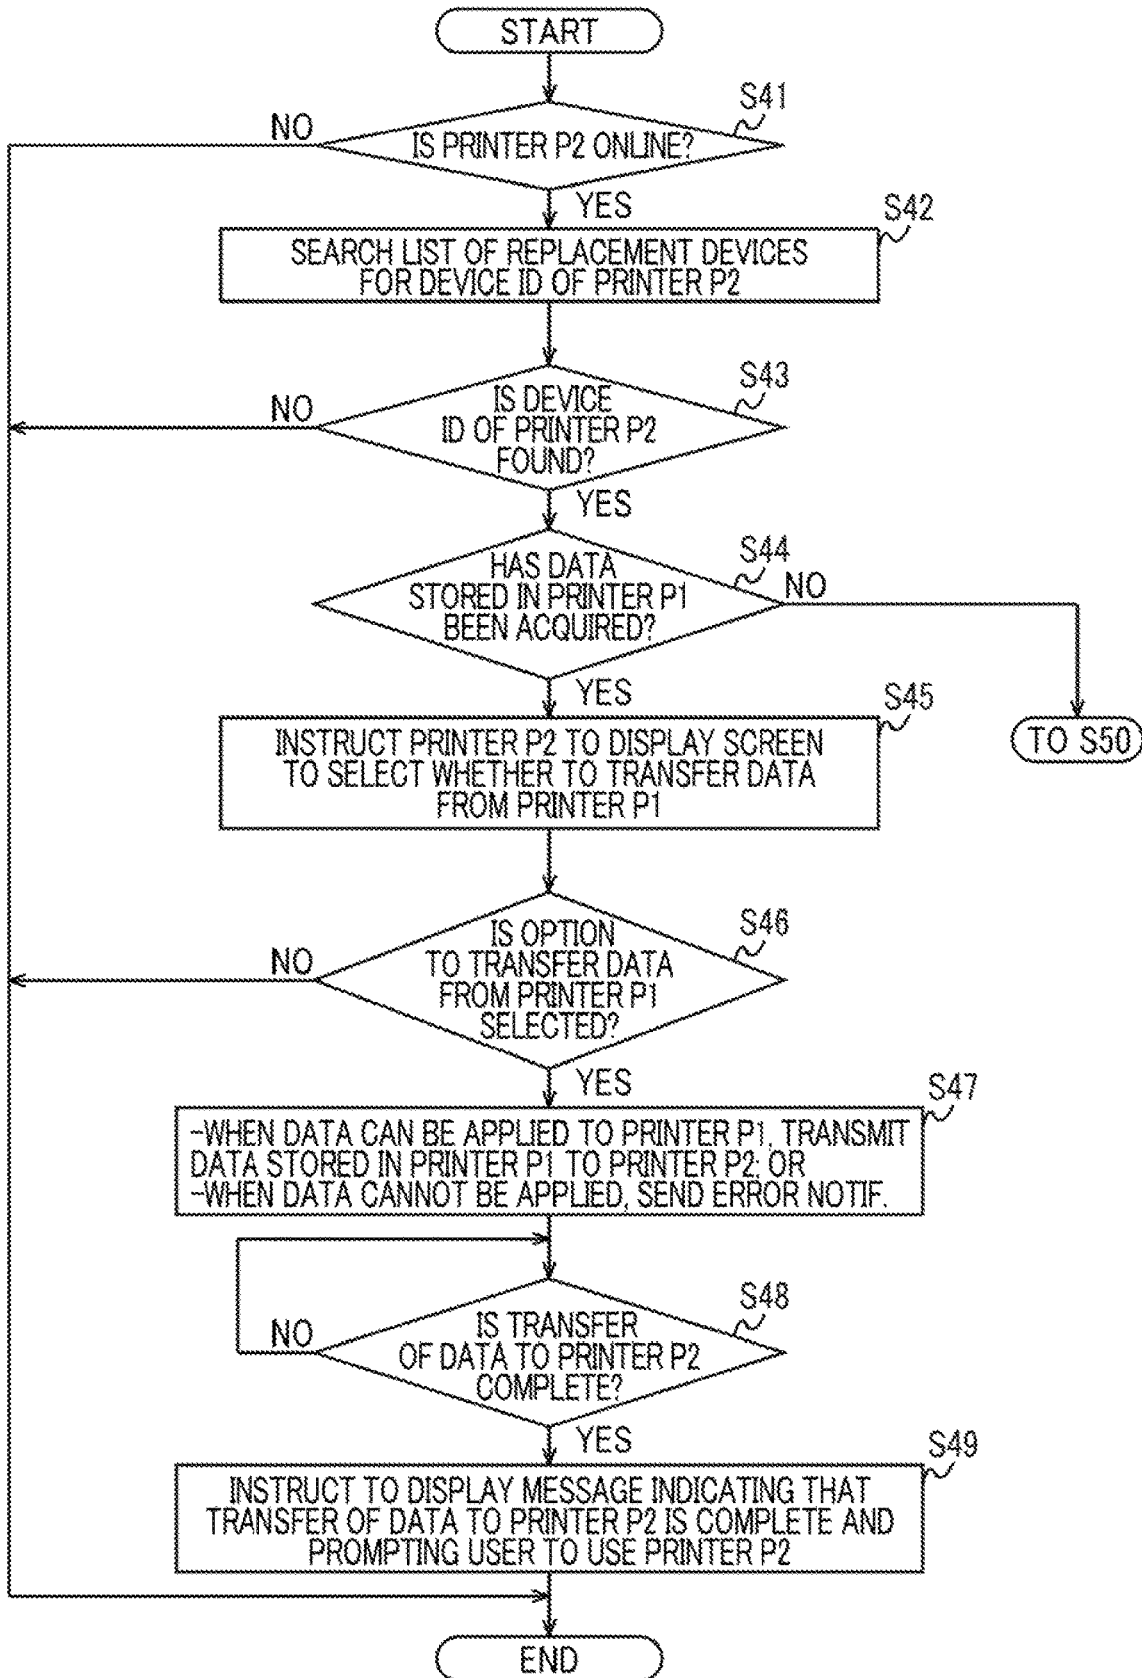 START
S41
NO
IS PRINTER P2 ONLINE?
YES
S42
SEARCH LIST OF REPLACEMENT DEVICES
FOR DEVICE ID OF PRINTER P2
S43
NO
IS DEVICE
ID OF PRINTER P2
FOUND?
YES
S44
HAS DATA
STORED IN PRINTER P1
BEEN ACQUIRED?
NO
YES
S45
INSTRUCT PRINTER P2 TO DISPLAY SCREEN
TO SELECT WHETHER TO TRANSFER DATA
FROM PRINTER P1
TO S50
S46
NO
IS OPTION
TO TRANSFER DATA
FROM PRINTER P1
SELECTED?
YES
S47
-WHEN DATA CAN BE APPLIED TO PRINTER P1, TRANSMIT
DATA STORED IN PRINTER P1 TO PRINTER P2; OR
-WHEN DATA CANNOT BE APPLIED, SEND ERROR NOTIF.
S48
NO
IS TRANSFER
OF DATA TO PRINTER P2
COMPLETE?
YES
S49
INSTRUCT TO DISPLAY MESSAGE INDICATING THAT
TRANSFER OF DATA TO PRINTER P2 IS COMPLETE AND
PROMPTING USER TO USE PRINTER P2
END